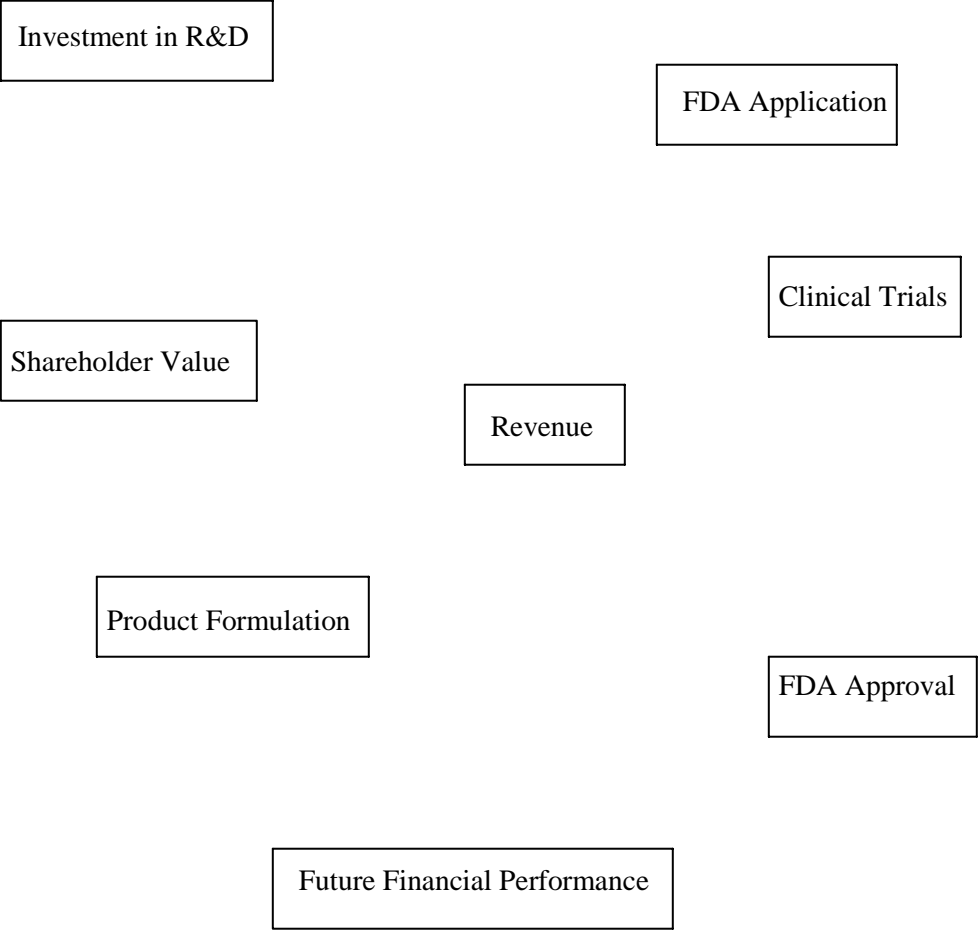 Investment in R&D
FDA Application
Clinical Trials
Shareholder Value
Revenue
Product Formulation
FDA Approval
Future Financial Performance